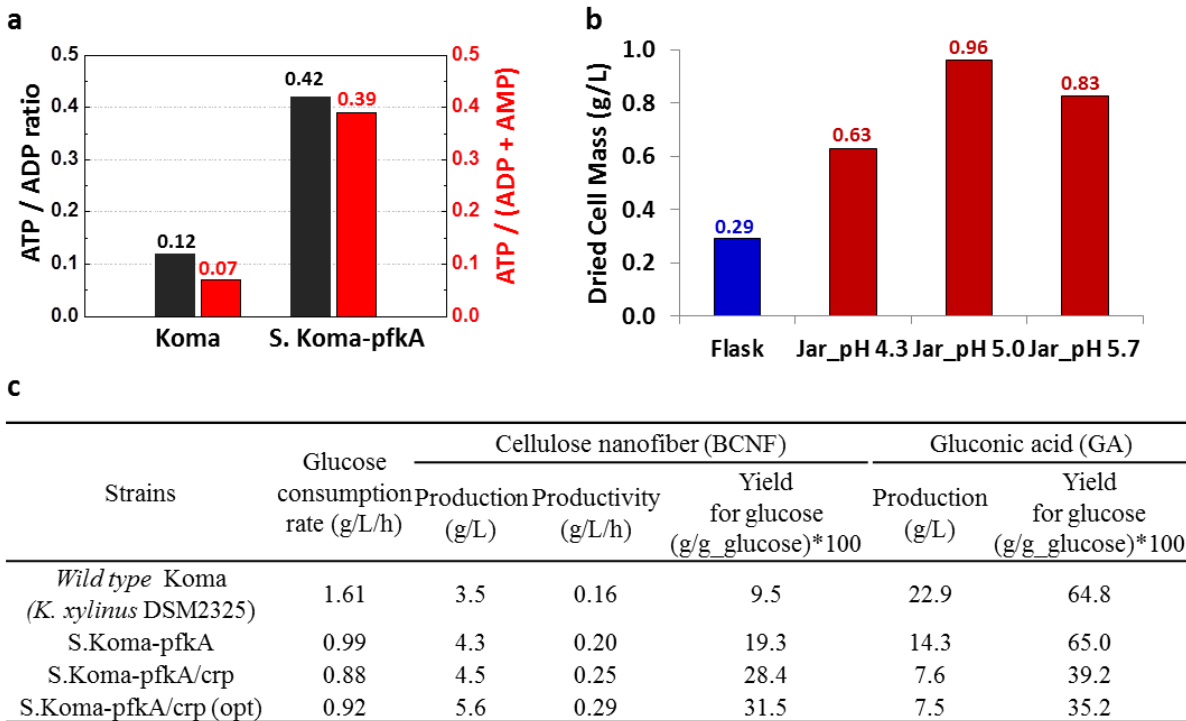 a
ATP / ADP ratio
0.5
0.4
0.3
0.2
0.1
0.0
0.12
0.07
0.42
0.39
0.5
0.4
0.3
0.2
0.1
0.0
ATP / (ADP + AMP)
Koma S. Koma-pfkA
b
Dried Cell Mass (g/L)
1.0
0.8
0.6
0.4
0.2
0.0
0.29
0.63
0.96
0.83
Flask Jar_pH 4.3 Jar_pH 5.0 Jar_pH 5.7
c
Strains
Glucose
consumption
rate (g/L/h)
Cellulose nanofiber (BCNF)
Production
(g/L)
Productivity
(g/L/h)
Yield
for glucose
(g/g_glucose)*100
Gluconic acid (GA)
Production
(g/L)
Yield
for glucose
(g/g_glucose)*100
Wild type Koma
(K. xylinus DSM2325)
1.61 3.5 0.16 9.5 22.9 64.8
S.Koma-pfkA 0.99 4.3 0.20 19.3 14.3 65.0
S.Koma-pfkA/crp 0.88 4.5 0.25 28.4 7.6 39.2
S.Koma-pfkA/crp (opt) 0.92 5.6 0.29 31.5 7.5 35.2